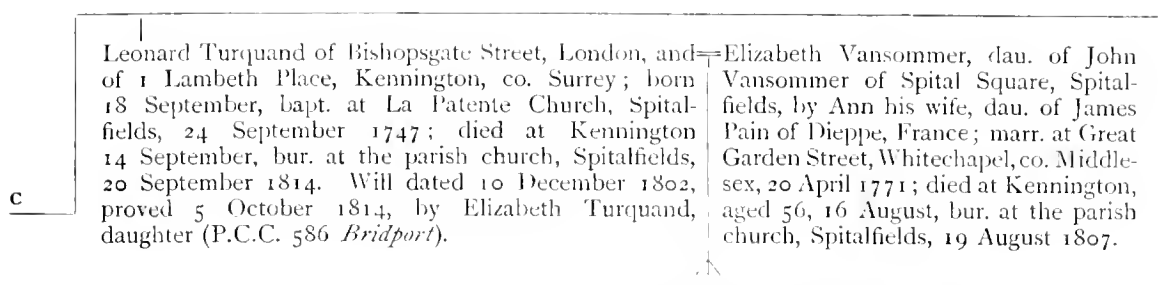 Leonard Turquand of Bishopsgate Street, London, and
of 1 Lambeth Place, Kennington, co. Surrey; born
18 September, bapt. at La Patente Church, Spital-
fields, 24 September 1747; died at Kennington
14 September, bur. at the parish church, Spitalfields,
20 September 1814. Will dated 10 December 1802,
proved 5 October 1814, by Elizabeth Turquand,
daughter (P.C.C. 586 Bridport).
=Elizabeth Vansommer, dau. of John
Vansommer of Spital Square, Spital-
fields, by Ann his wife, dau. of James
Pain of Dieppe, France; marr. at Great
Garden Street, Whitechapel, co. Middle-
sex, 20 April 1771; died at Kennington,
aged 56, 16 August, bur. at the parish
church, Spitalfields, 19 August 1807.
C